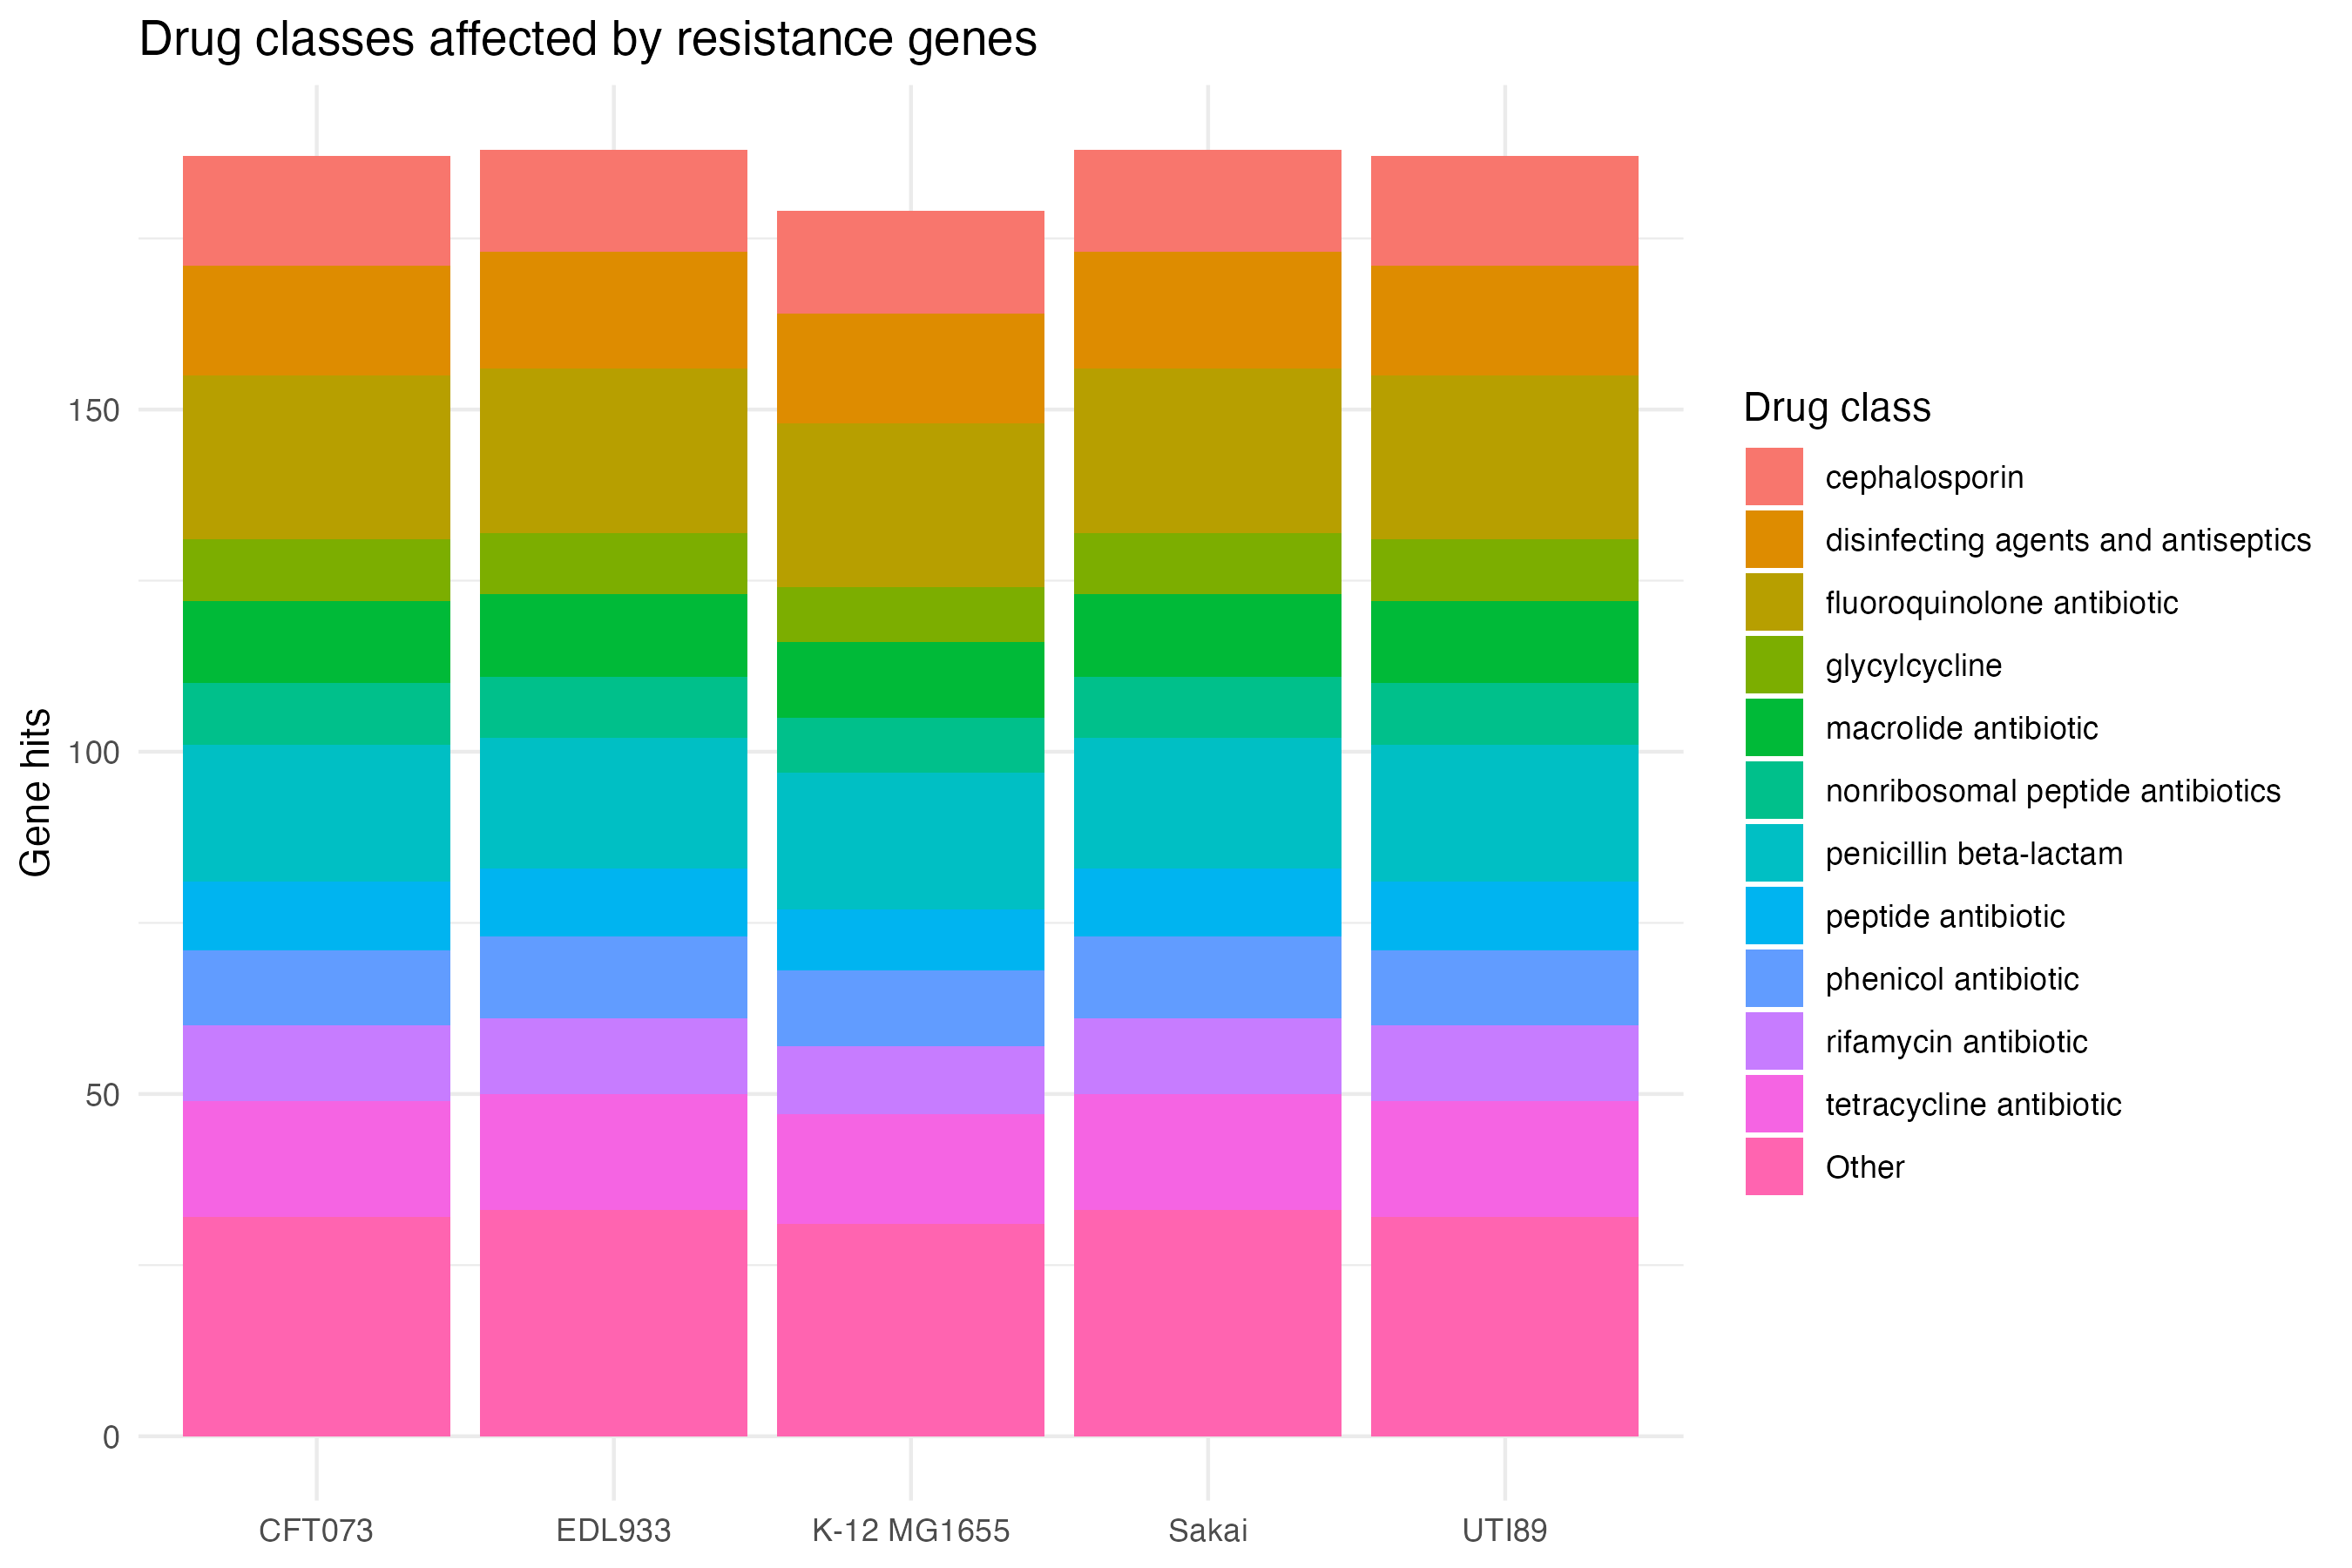 Drug classes affected by resistance genes
Gene hits
150
100
50
0
CFT073
EDL933
K-12 MG1655
Sakai
UTI89
Drug class
cephalosporin
disinfecting agents and antiseptics
fluoroquinolone antibiotic
glycylcycline
macrolide antibiotic
nonribosomal peptide antibiotics
penicillin beta-lactam
peptide antibiotic
phenicol antibiotic
rifamycin antibiotic
tetracycline antibiotic
Other